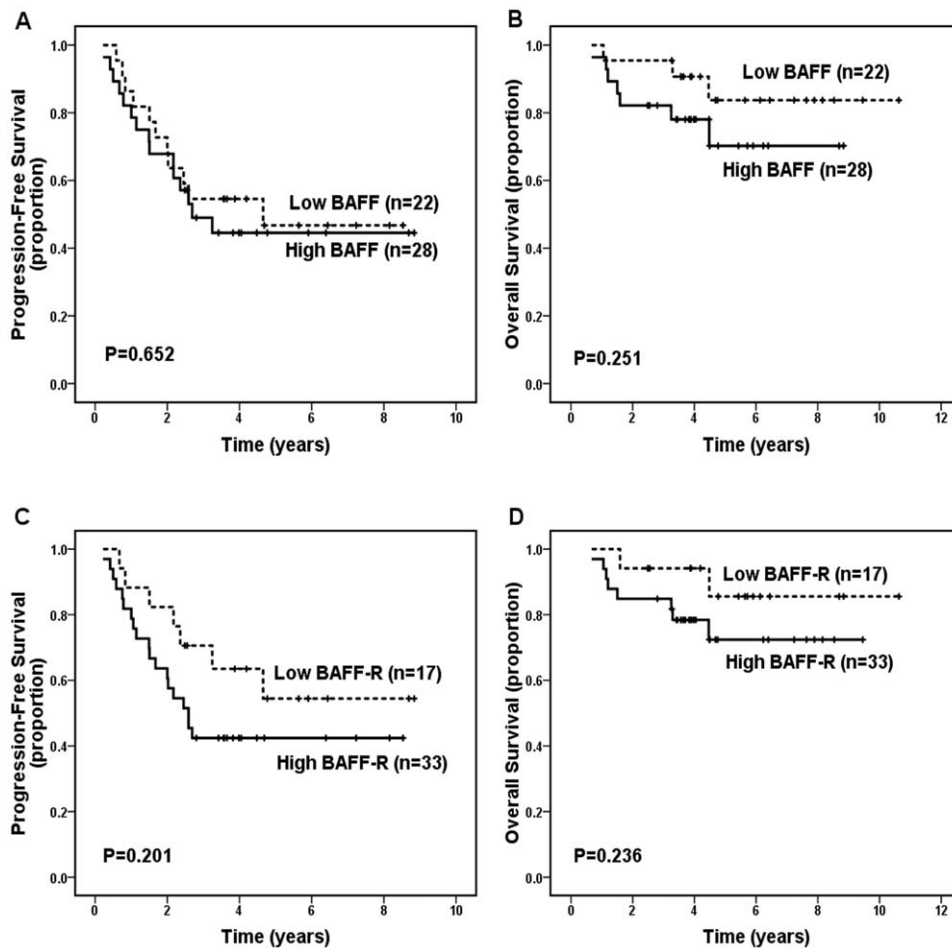 A
Progression-Free Survival
(proportion)
1.0
0.8
0.6
0.4
0.2
0.0
Low BAFF (n=22)
High BAFF (n=28)
P=0.652
0 2 4 6 8 10
Time (years)
B
Overall Survival (proportion)
1.0
0.8
0.6
0.4
0.2
0.0
Low BAFF (n=22)
High BAFF (n=28)
P=0.251
0 2 4 6 8 10 12
Time (years)
C
Progression-Free Survival
(proportion)
1.0
0.8
0.6
0.4
0.2
0.0
Low BAFF-R (n=17)
High BAFF-R (n=33)
P=0.201
0 2 4 6 8 10
Time (years)
D
Overall Survival (proportion)
1.0
0.8
0.6
0.4
0.2
0.0
Low BAFF-R (n=17)
High BAFF-R (n=33)
P=0.236
0 2 4 6 8 10 12
Time (years)